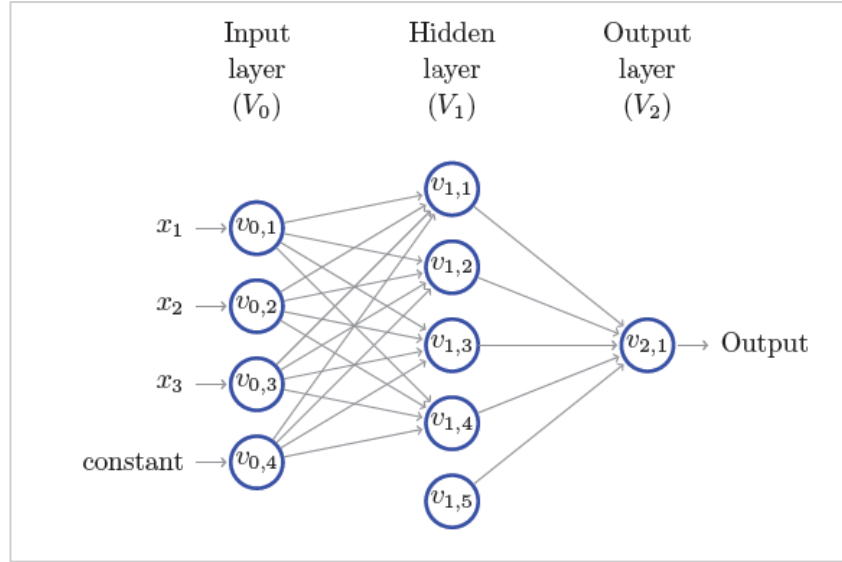 Input Hidden Output
layer layer layer
(V₀) (V₁) (V₂)
v₁,₁
x₁ v₀,₁
v₁,₂
x₂ v₀,₂
v₁,₃ v₂,₁ Output
x₃ v₀,₃
v₁,₄
constant v₀,₄
v₁,₅